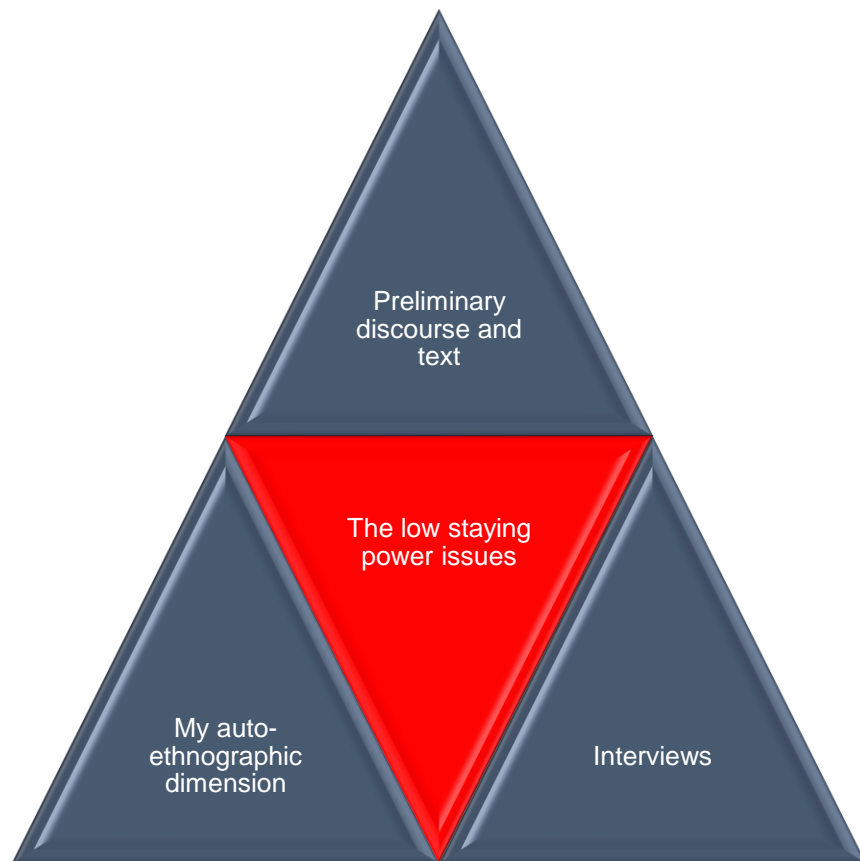 Preliminary
discourse and
text
The low staying
power issues
My auto-
ethnographic
dimension
Interviews